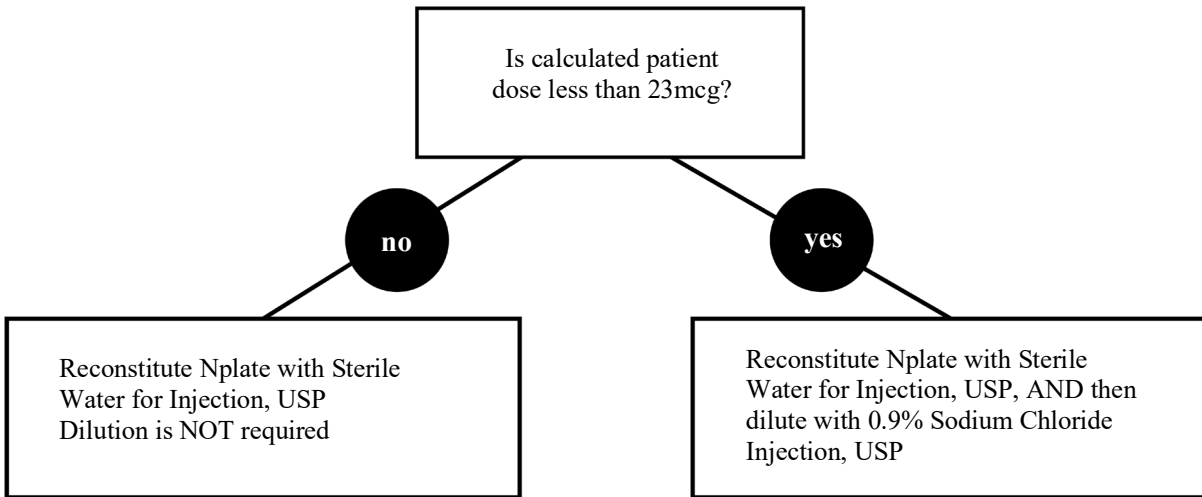 Is calculated patient
dose less than 23mcg?
no
yes
Reconstitute Nplate with Sterile
Water for Injection, USP
Dilution is NOT required
Reconstitute Nplate with Sterile
Water for Injection, USP, AND then
dilute with 0.9% Sodium Chloride
Injection, USP